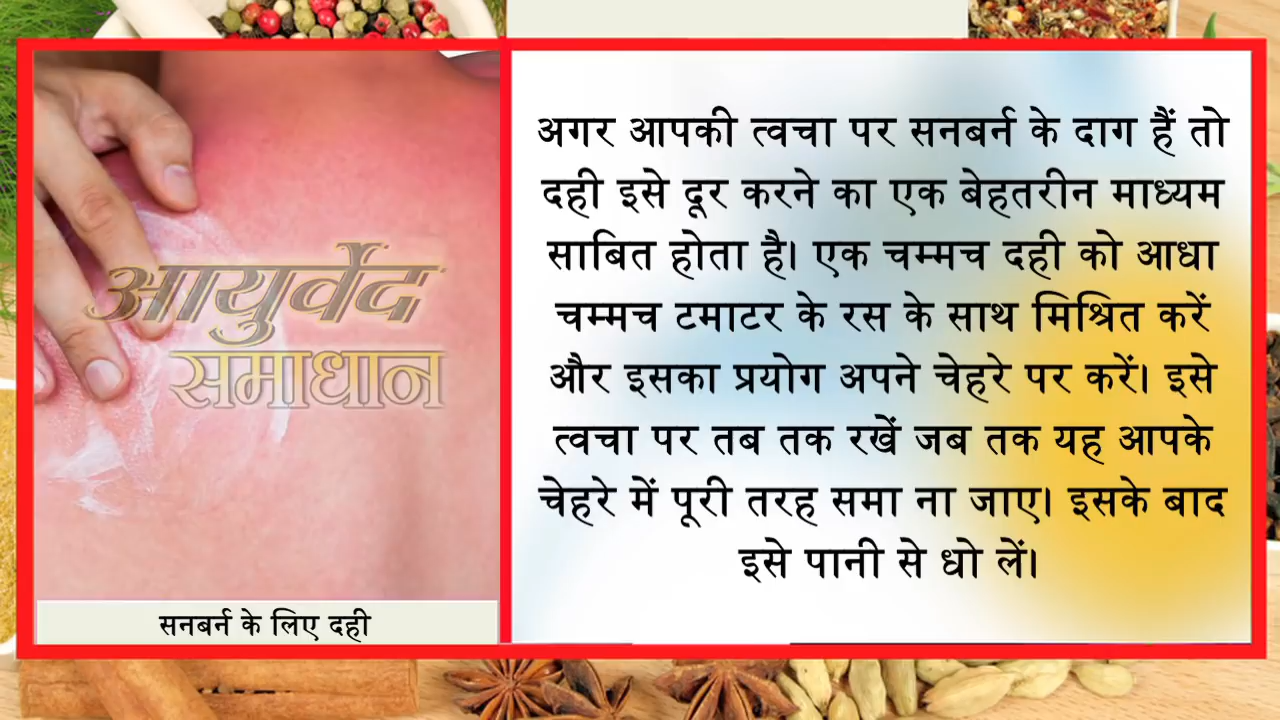 आयुर्वेद
समाधान
सनबर्न के लिए दही
अगर आपकी त्वचा पर सनबर्न के दाग हैं तो
दही इसे दूर करने का एक बेहतरीन माध्यम
साबित होता है। एक चम्मच दही को आधा
चम्मच टमाटर के रस के साथ मिश्रित करें
और इसका प्रयोग अपने चेहरे पर करें। इसे
त्वचा पर तब तक रखें जब तक यह आपके
चेहरे में पूरी तरह समा ना जाए। इसके बाद
इसे पानी से धो लें।